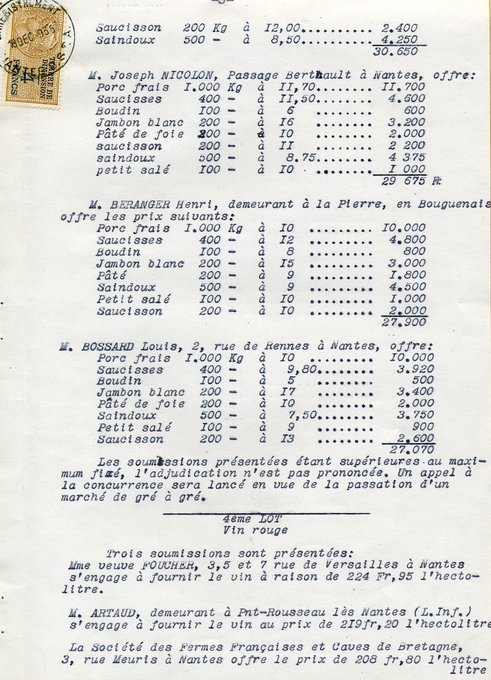 Saucisson 200 Kg à I2,00......... 2.400
Saindoux 500 - à 8,50......... 4.250
30.650
M. Joseph NICOLON, Passage Berthault à Nantes, offre:
Porc frais I.000 Kg à II,70......... II.700
Saucisses 400 - à II,50......... 4.600
Boudin I00 - à 6 ......... 600
Jambon blanc 200 - à I6 ......... 3.200
Pâté de foie 200 - à I0 ......... 2.000
saucisson 200 - à II ......... 2 200
saindoux 500 - à 8.75......... 4 375
petit salé I00 - à I0 ......... I 000
29 675 Fr
M. BERANGER Henri, demeurant à la Pierre, en Bouguenais
offre les prix suivants:
Porc frais I.000 Kg à I0 ......... I0.000
Saucisses 400 - à I2 ......... 4.800
Boudin I00 - à 8 ......... 800
Jambon blanc 200 - à I5 ......... 3.000
Pâté 200 - à 9 ......... I.800
Saindoux 500 - à 9 ......... 4.500
Petit salé I00 - à I0 ......... I.000
Saucisson 200 - à I0 ......... 2.000
27.900
M. BOSSARD Louis, 2, rue de Rennes à Nantes, offre:
Porc frais I.000 Kg à I0 ......... I0.000
Saucisses 400 - à 9,80......... 3.920
Boudin I00 - à 5 ......... 500
Jambon blanc 200 - à I7 ......... 3.400
Pâté de foie 200 - à I0 ......... 2.000
Saindoux 500 - à 7,50......... 3.750
Petit salé I00 - à 9 ......... 900
Saucisson 200 - à I3 ......... 2.600
27.070
Les soumissions présentées étant supérieures au maxi-
mum fixé, l'adjudication n'est pas prononcée. Un appel à
la concurrence sera lancé en vue de la passation d'un
marché de gré à gré.
4eme LOT
Vin rouge
Trois soumissions sont présentées:
Mme veuve FOUCHER, 3,5 et 7 rue de Versailles à Nantes
s'engage à fournir le vin à raison de 224 Fr,95 l'hecto-
litre.
M. ARTAUD, demeurant à Pnt-Rousseau lès Nantes (L.Inf.)
s'engage à fournir le vin au prix de 2I9fr,20 l'hectolitre
La Société des Fermes Françaises et Caves de Bretagne,
3, rue Meuris à Nantes offre le prix de 208 fr,80 l'hecto-
litre